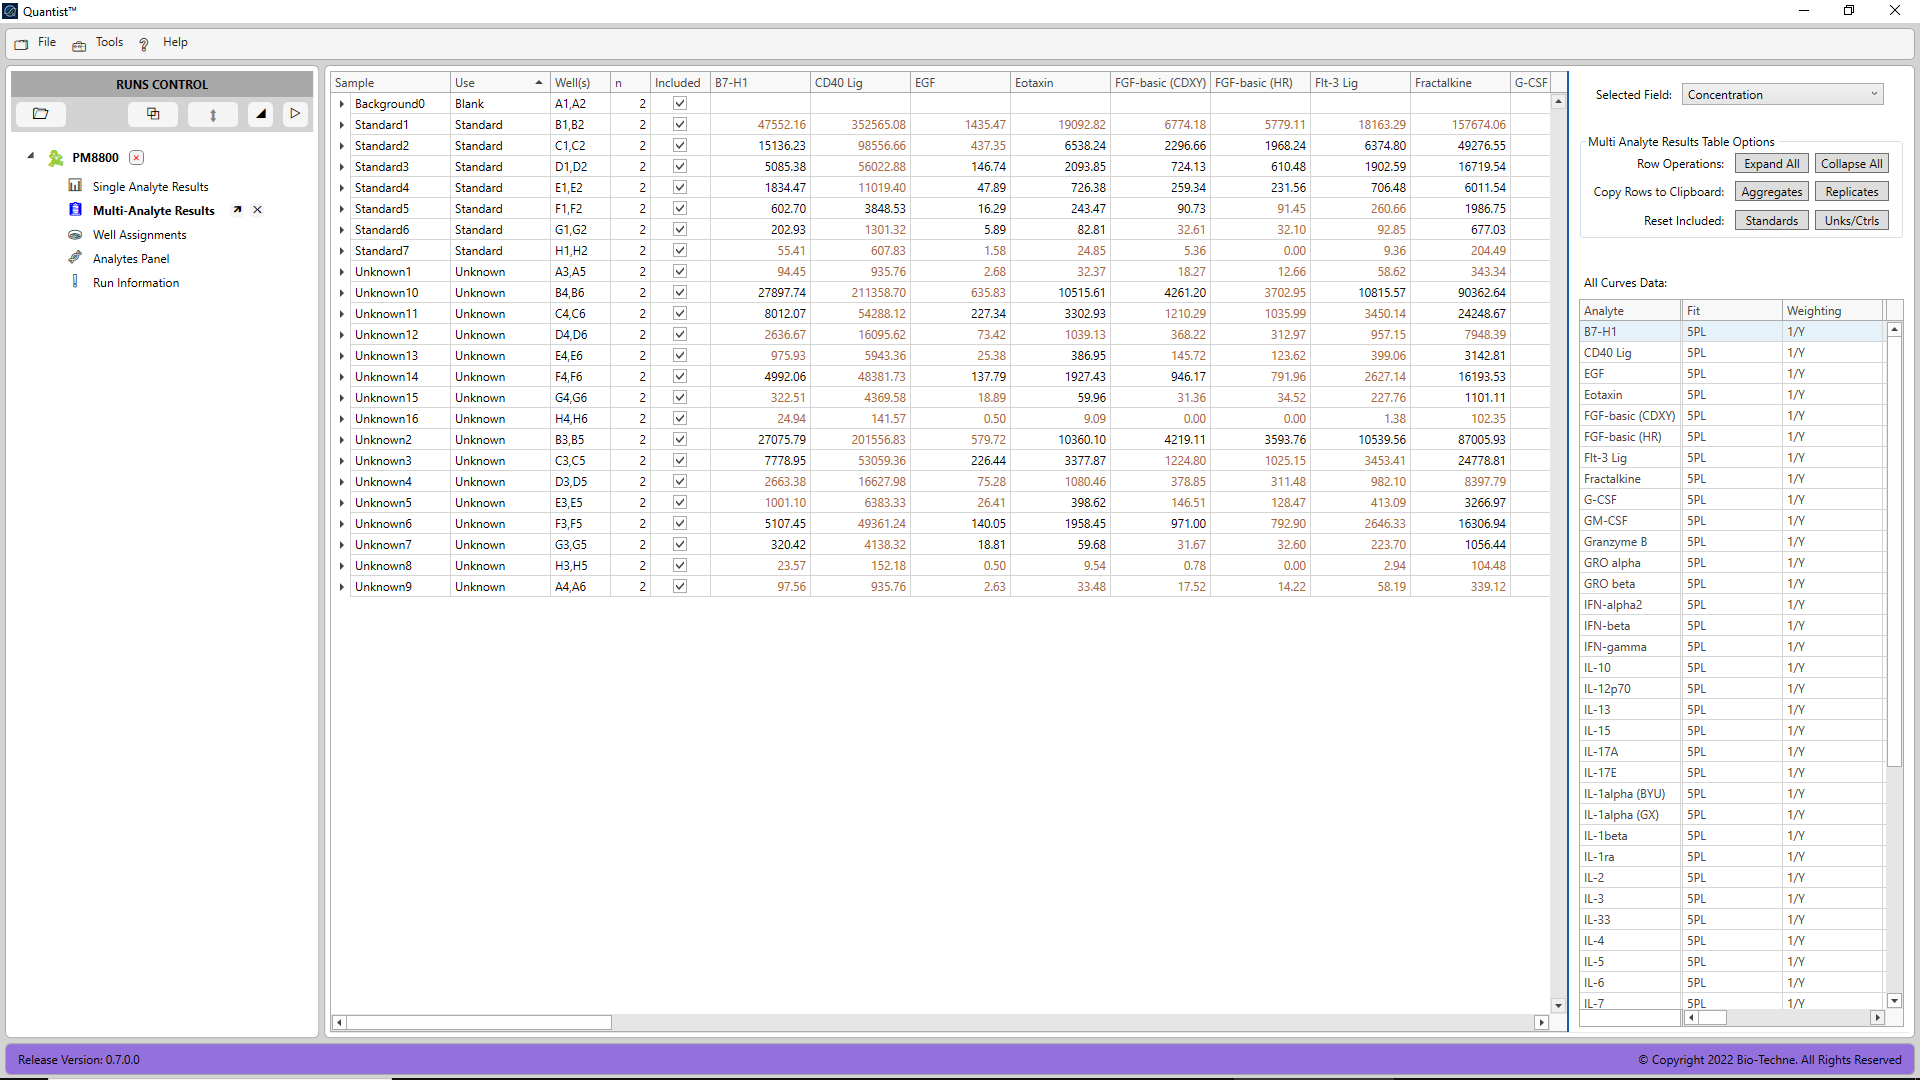 Quantist™
File Tools Help
RUNS CONTROL
PM8800
Single Analyte Results
Multi-Analyte Results
Well Assignments
Analytes Panel
Run Information
Sample Use Well(s) n Included B7-H1 CD40 Lig EGF Eotaxin FGF-basic (CDXY) FGF-basic (HR) Flt-3 Lig Fractalkine G-CSF
Background0 Blank A1,A2 2
Standard1 Standard B1,B2 2 47552.16 352565.08 1435.47 19092.82 6774.18 5779.11 18163.29 157674.06
Standard2 Standard C1,C2 2 15136.23 98556.66 437.35 6538.24 2296.66 1968.24 6374.80 49276.55
Standard3 Standard D1,D2 2 5085.38 56022.88 146.74 2093.85 724.13 610.48 1902.59 16719.54
Standard4 Standard E1,E2 2 1834.47 11019.40 47.89 726.38 259.34 231.56 706.48 6011.54
Standard5 Standard F1,F2 2 602.70 3848.53 16.29 243.47 90.73 91.45 260.66 1986.75
Standard6 Standard G1,G2 2 202.93 1301.32 5.89 82.81 32.61 32.10 92.85 677.03
Standard7 Standard H1,H2 2 55.41 607.83 1.58 24.85 5.36 0.00 9.36 204.49
Unknown1 Unknown A3,A5 2 94.45 935.76 2.68 32.37 18.27 12.66 58.62 343.34
Unknown10 Unknown B4,B6 2 27897.74 211358.70 635.83 10515.61 4261.20 3702.95 10815.57 90362.64
Unknown11 Unknown C4,C6 2 8012.07 54288.12 227.34 3302.93 1210.29 1035.99 3450.14 24248.67
Unknown12 Unknown D4,D6 2 2636.67 16095.62 73.42 1039.13 368.22 312.97 957.15 7948.39
Unknown13 Unknown E4,E6 2 975.93 5943.36 25.38 386.95 145.72 123.62 399.06 3142.81
Unknown14 Unknown F4,F6 2 4992.06 48381.73 137.79 1927.43 946.17 791.96 2627.14 16193.53
Unknown15 Unknown G4,G6 2 322.51 4369.58 18.89 59.96 31.36 34.52 227.76 1101.11
Unknown16 Unknown H4,H6 2 24.94 141.57 0.50 9.09 0.00 0.00 1.38 102.35
Unknown2 Unknown B3,B5 2 27075.79 201556.83 579.72 10360.10 4219.11 3593.76 10539.56 87005.93
Unknown3 Unknown C3,C5 2 7778.95 53059.36 226.44 3377.87 1224.80 1025.15 3453.41 24778.81
Unknown4 Unknown D3,D5 2 2663.38 16627.98 75.28 1080.46 378.85 311.48 982.10 8397.79
Unknown5 Unknown E3,E5 2 1001.10 6383.33 26.41 398.62 146.51 128.47 413.09 3266.97
Unknown6 Unknown F3,F5 2 5107.45 49361.24 140.05 1958.45 971.00 792.90 2646.33 16306.94
Unknown7 Unknown G3,G5 2 320.42 4138.32 18.81 59.68 31.67 32.60 223.70 1056.44
Unknown8 Unknown H3,H5 2 23.57 152.18 0.50 9.54 0.78 0.00 2.94 104.48
Unknown9 Unknown A4,A6 2 97.56 935.76 2.63 33.48 17.52 14.22 58.19 339.12
Selected Field: Concentration
Multi Analyte Results Table Options
Row Operations: Expand All Collapse All
Copy Rows to Clipboard: Aggregates Replicates
Reset Included: Standards Unks/Ctrls
All Curves Data:
Analyte Fit Weighting
B7-H1 5PL 1/Y
CD40 Lig 5PL 1/Y
EGF 5PL 1/Y
Eotaxin 5PL 1/Y
FGF-basic (CDXY) 5PL 1/Y
FGF-basic (HR) 5PL 1/Y
Flt-3 Lig 5PL 1/Y
Fractalkine 5PL 1/Y
G-CSF 5PL 1/Y
GM-CSF 5PL 1/Y
Granzyme B 5PL 1/Y
GRO alpha 5PL 1/Y
GRO beta 5PL 1/Y
IFN-alpha2 5PL 1/Y
IFN-beta 5PL 1/Y
IFN-gamma 5PL 1/Y
IL-10 5PL 1/Y
IL-12p70 5PL 1/Y
IL-13 5PL 1/Y
IL-15 5PL 1/Y
IL-17A 5PL 1/Y
IL-17E 5PL 1/Y
IL-1alpha (BYU) 5PL 1/Y
IL-1alpha (GX) 5PL 1/Y
IL-1beta 5PL 1/Y
IL-1ra 5PL 1/Y
IL-2 5PL 1/Y
IL-3 5PL 1/Y
IL-33 5PL 1/Y
IL-4 5PL 1/Y
IL-5 5PL 1/Y
IL-6 5PL 1/Y
IL-7 5PL 1/Y
Release Version: 0.7.0.0
© Copyright 2022 Bio-Techne. All Rights Reserved